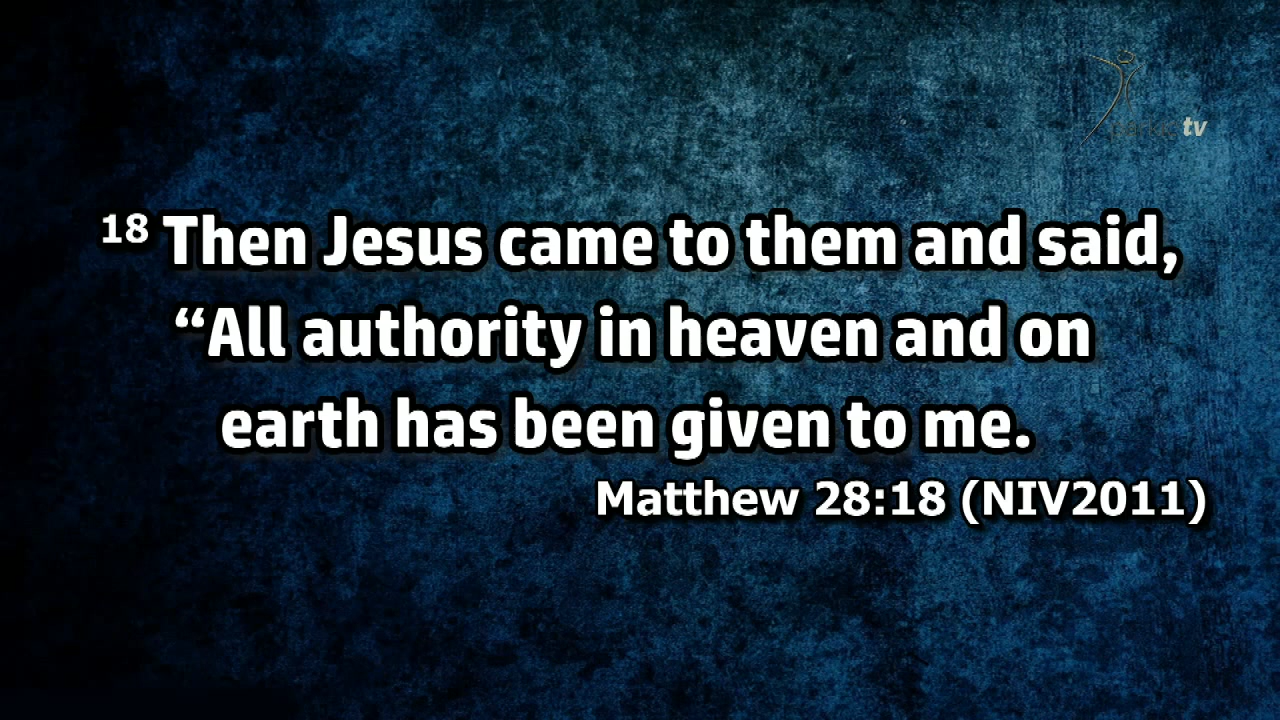 tv
18 Then Jesus came to them and said,
“All authority in heaven and on
earth has been given to me.
Matthew 28:18 (NIV2011)